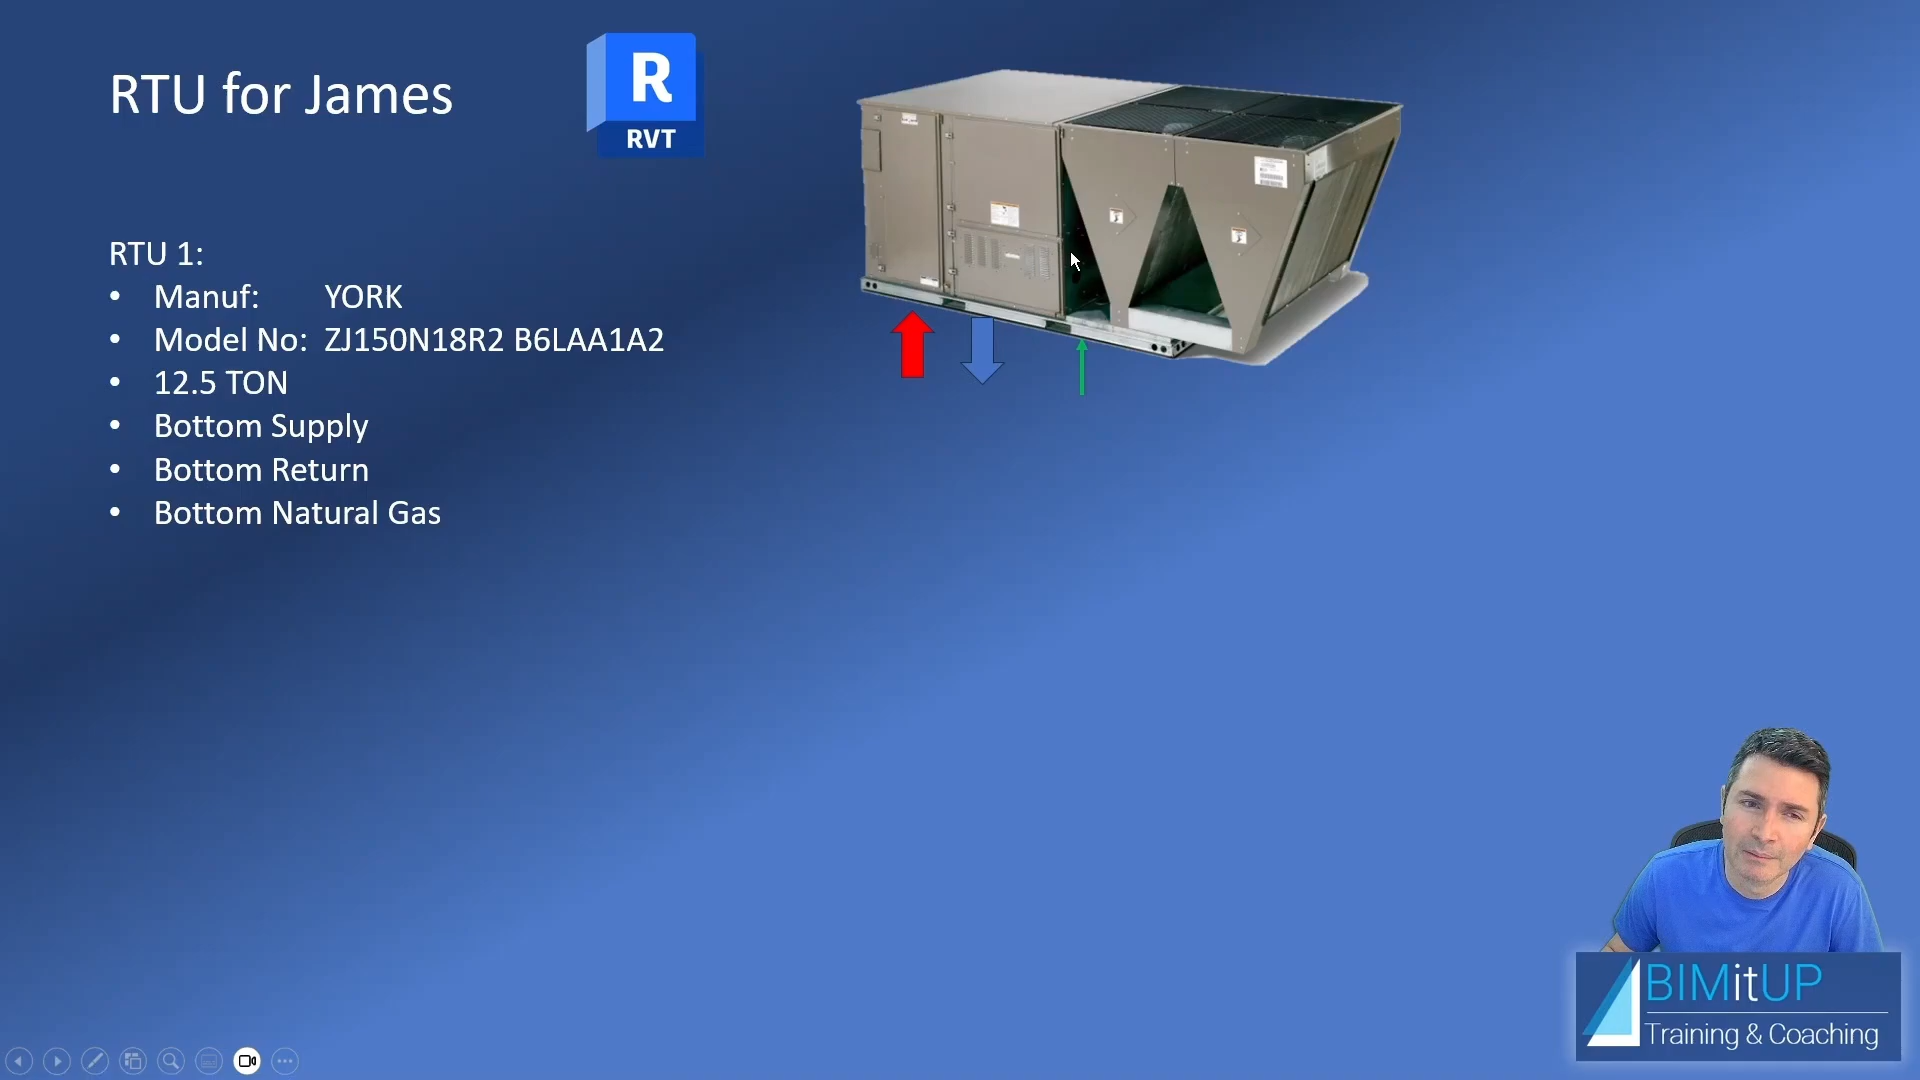 RTU for James
R
RVT
RTU 1:
• Manuf: YORK
• Model No: ZJ150N18R2 B6LAA1A2
• 12.5 TON
• Bottom Supply
• Bottom Return
• Bottom Natural Gas
BIMitUP
Training & Coaching